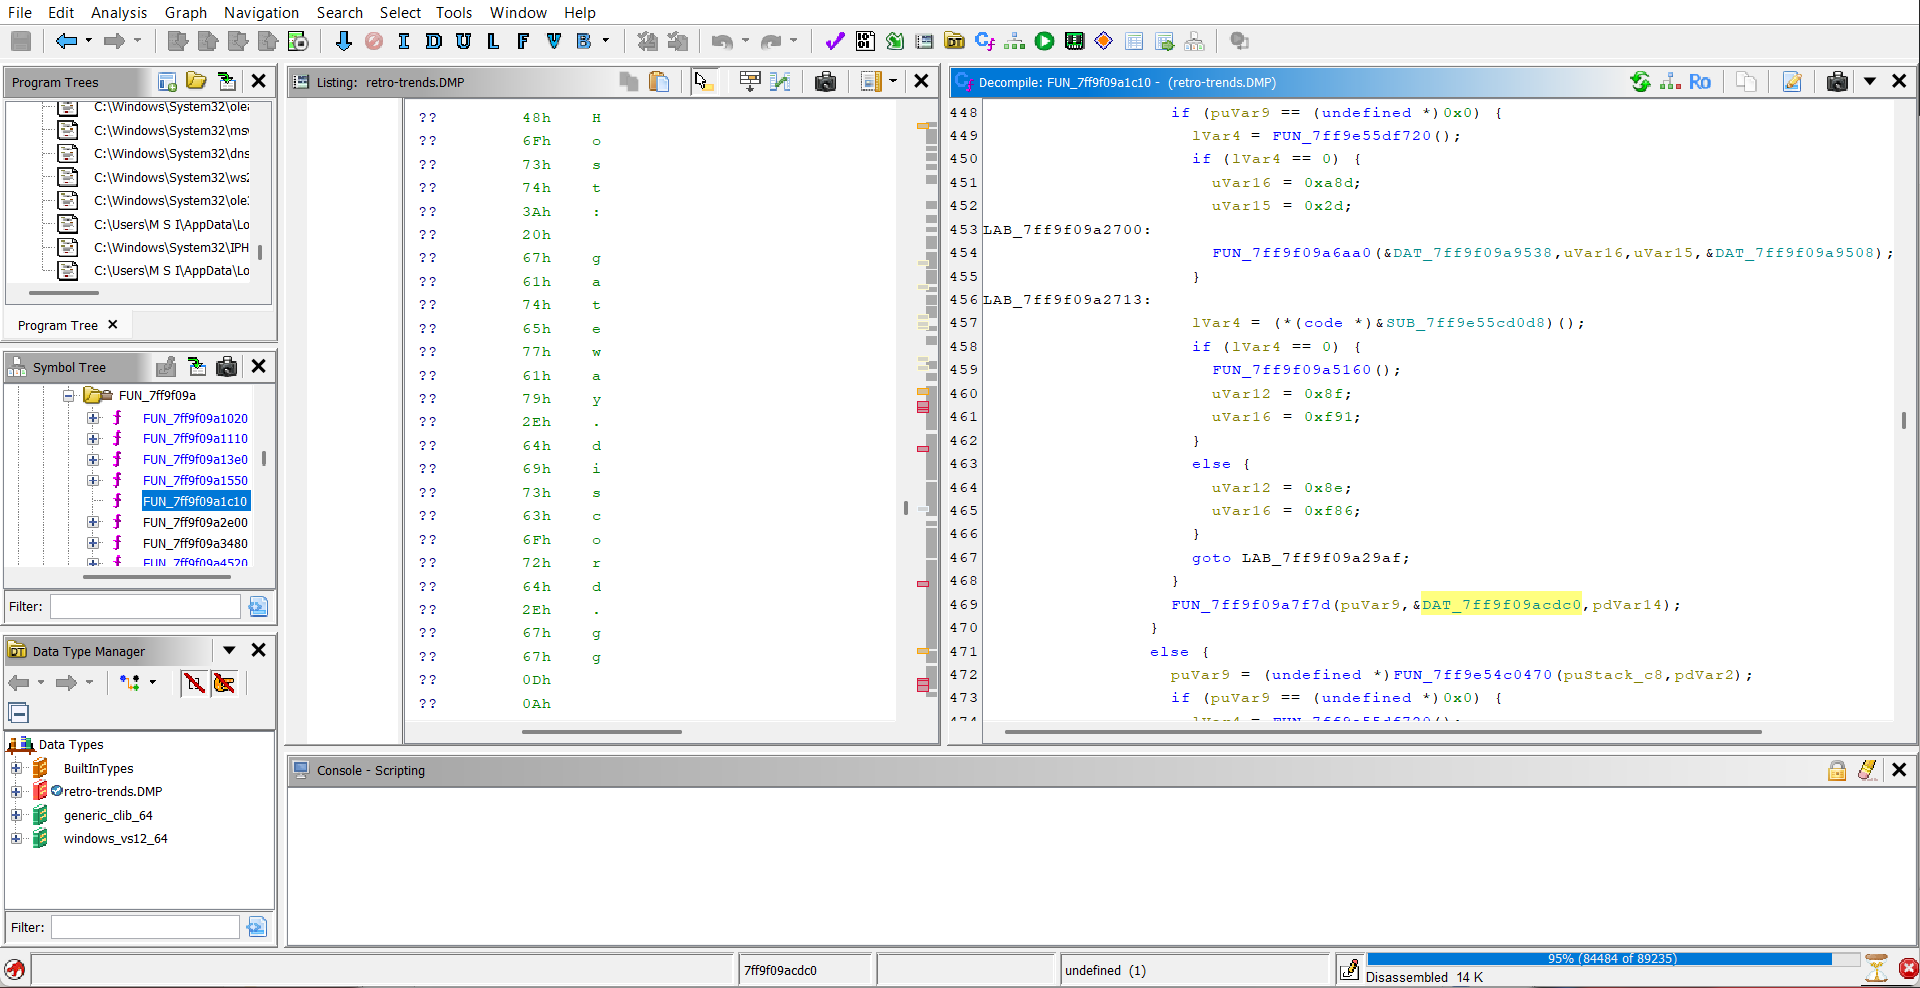 File Edit Analysis Graph Navigation Search Select Tools Window Help
I D U L F V B
Program Trees
C:\Windows\System32\ole
C:\Windows\System32\msv
C:\Windows\System32\dns
C:\Windows\System32\ws2
C:\Windows\System32\ole3
C:\Users\M S I\AppData\Lo
C:\Windows\System32\IPH
C:\Users\M S I\AppData\Lo
Program Tree
Symbol Tree
FUN_7ff9f09a
FUN_7ff9f09a1020
FUN_7ff9f09a1110
FUN_7ff9f09a13e0
FUN_7ff9f09a1550
FUN_7ff9f09a1c10
FUN_7ff9f09a2e00
FUN_7ff9f09a3480
FUN_7ff9f09a4520
Filter:
Data Type Manager
Data Types
BuiltInTypes
retro-trends.DMP
generic_clib_64
windows_vs12_64
Filter:
Listing: retro-trends.DMP
?? 48h H
?? 6Fh o
?? 73h s
?? 74h t
?? 3Ah :
?? 20h
?? 67h g
?? 61h a
?? 74h t
?? 65h e
?? 77h w
?? 61h a
?? 79h y
?? 2Eh .
?? 64h d
?? 69h i
?? 73h s
?? 63h c
?? 6Fh o
?? 72h r
?? 64h d
?? 2Eh .
?? 67h g
?? 67h g
?? 0Dh
?? 0Ah
Decompile: FUN_7ff9f09a1c10 - (retro-trends.DMP)
Ro
448 if (puVar9 == (undefined *)0x0) {
449 lVar4 = FUN_7ff9e55df720();
450 if (lVar4 == 0) {
451 uVar16 = 0xa8d;
452 uVar15 = 0x2d;
453 LAB_7ff9f09a2700:
454 FUN_7ff9f09a6aa0(&DAT_7ff9f09a9538,uVar16,uVar15,&DAT_7ff9f09a9508);
455 }
456 LAB_7ff9f09a2713:
457 lVar4 = (*(code *)&SUB_7ff9e55cd0d8)();
458 if (lVar4 == 0) {
459 FUN_7ff9f09a5160();
460 uVar12 = 0x8f;
461 uVar16 = 0xf91;
462 }
463 else {
464 uVar12 = 0x8e;
465 uVar16 = 0xf86;
466 }
467 goto LAB_7ff9f09a29af;
468 }
469 FUN_7ff9f09a7f7d(puVar9,&DAT_7ff9f09acdc0,pdVar14);
470 }
471 else {
472 puVar9 = (undefined *)FUN_7ff9e54c0470(puStack_c8,pdVar2);
473 if (puVar9 == (undefined *)0x0) {
474 lVar4 = FUN_7ff9e55df720();
Console - Scripting
7ff9f09acdc0
undefined (1)
95% (84484 of 89235)
Disassembled 14 K